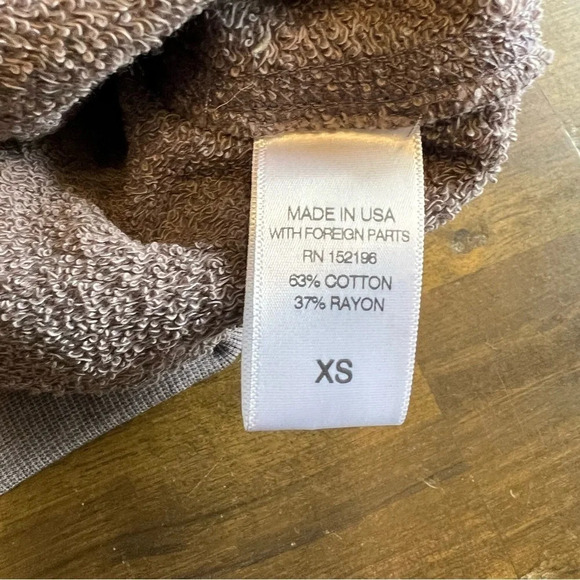 MADE IN USA
WITH FOREIGN PARTS
RN 152196
63% COTTON
37% RAYON
XS